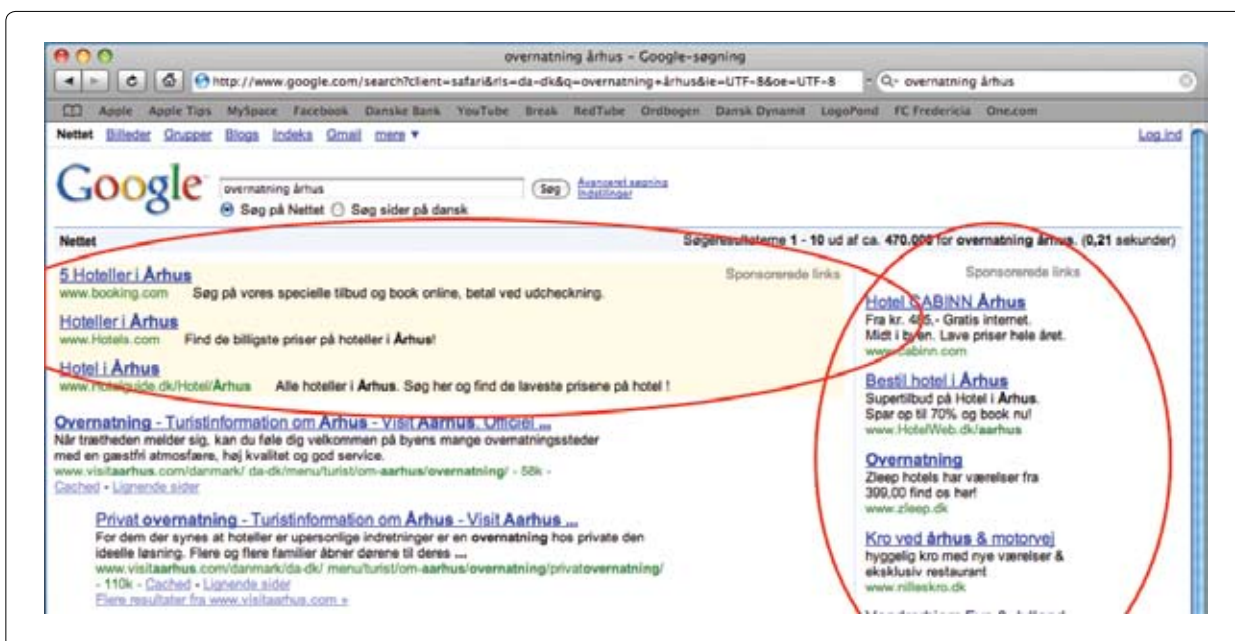 overnatning århus – Google-søgning
http://www.google.com/search?client=safari&rls=da-dk&q=overnatning+århus&ie=UTF-8&oe=UTF-8
overnatning århus
Apple Apple Tips MySpace Facebook Danske Bank YouTube Break RedTube Ordbogen Dansk Dynamit LogoPond FC Fredericia One.com
Nettet Billeder Grupper Blogs Indeks Gmail mere ▼ Log ind
Google overnatning århus Søg Avanceret søgning
Indstillinger
Søg på Nettet Søg sider på dansk
Nettet Søgeresultaterne 1 - 10 ud af ca. 470.000 for overnatning århus. (0,21 sekunder)
5 Hoteller i Århus Sponsorerede links
www.booking.com Søg på vores specielle tilbud og book online, betal ved udcheckning.
Hoteller i Århus
www.Hotels.com Find de billigste priser på hoteller i Århus!
Hotel i Århus
www.Hotelguide.dk/Hotel/Århus Alle hoteller i Århus. Søg her og find de laveste prisene på hotel !
Overnatning - Turistinformation om Århus - Visit Aarhus. Officiel ...
Når trætheden melder sig, kan du føle dig velkommen på byens mange overnatningssteder
med en gæstfri atmosfære, høj kvalitet og god service.
www.visitaarhus.com/danmark/ da-dk/menu/turist/om-aarhus/overnatning/ - 58k -
Cached - Lignende sider
Privat overnatning - Turistinformation om Århus - Visit Aarhus ...
For dem der synes at hoteller er upersonlige indretninger er en overnatning hos private den
ideelle løsning. Flere og flere familier åbner dørene til deres ...
www.visitaarhus.com/danmark/da-dk/ menu/turist/om-aarhus/overnatning/privatovernatning/
- 110k - Cached - Lignende sider
Flere resultater fra www.visitaarhus.com »
Sponsorerede links
Hotel CABINN Århus
Fra kr. 485,- Gratis internet.
Midt i byen. Lave priser hele året.
www.cabinn.com
Bestil hotel i Århus
Supertilbud på Hotel i Århus.
Spar op til 70% og book nu!
www.HotelWeb.dk/aarhus
Overnatning
Zleep hotels har værelser fra
399,00 find os her!
www.zleep.dk
Kro ved århus & motorvej
hyggelig kro med nye værelser &
eksklusiv restaurant
www.nilleskro.dk